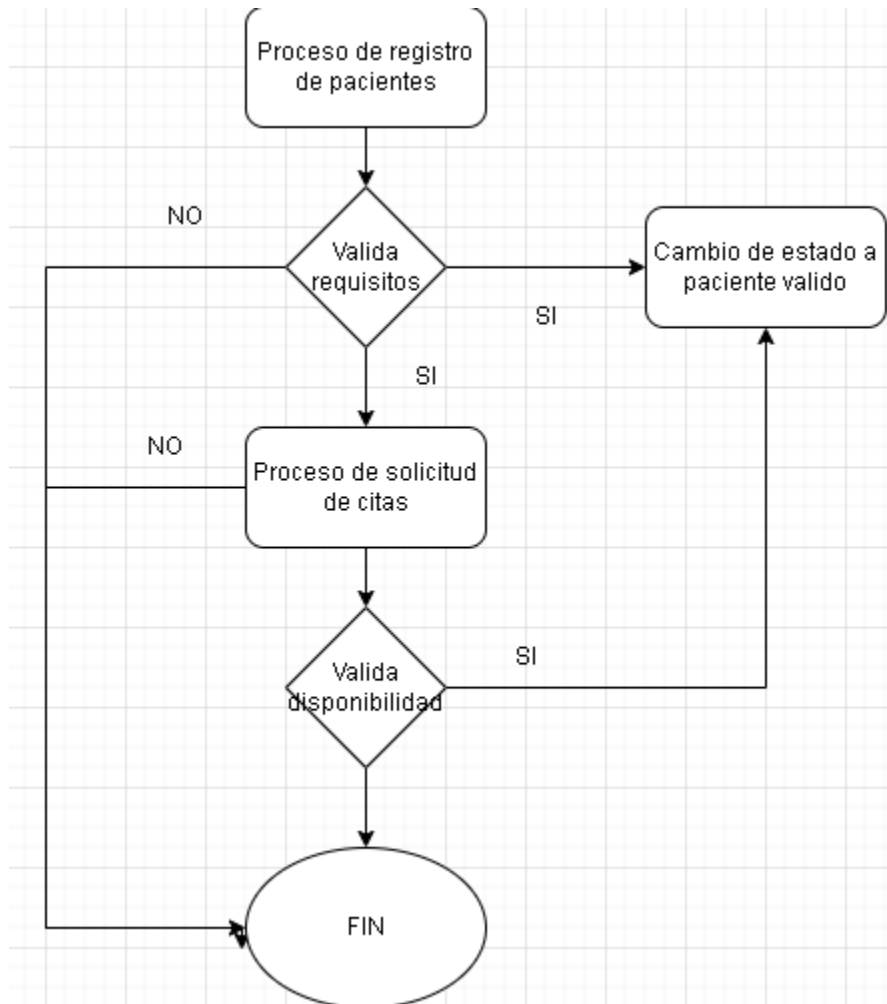 Proceso de registro
de pacientes
NO
Valida
requisitos
Cambio de estado a
paciente valido
SI
SI
NO
Proceso de solicitud
de citas
SI
Valida
disponibilidad
FIN